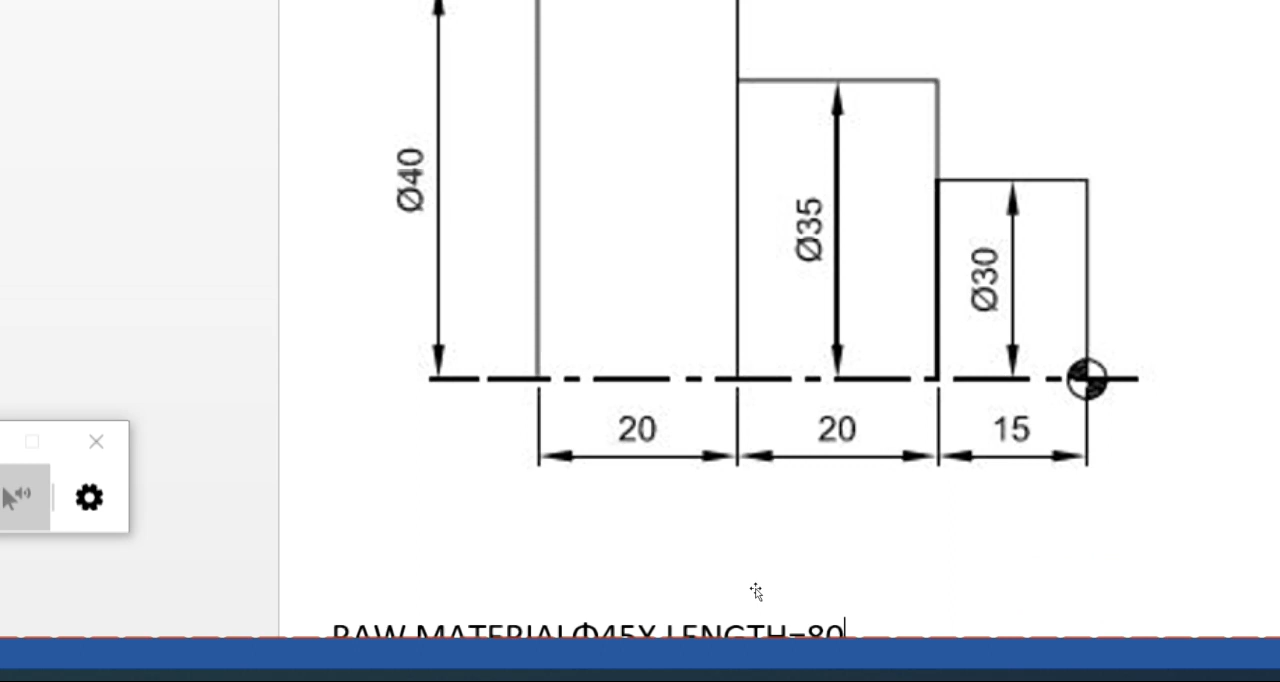 Ø40
Ø35
Ø30
20 20 15
RAW MATERIAL Φ45X LENGTH=80